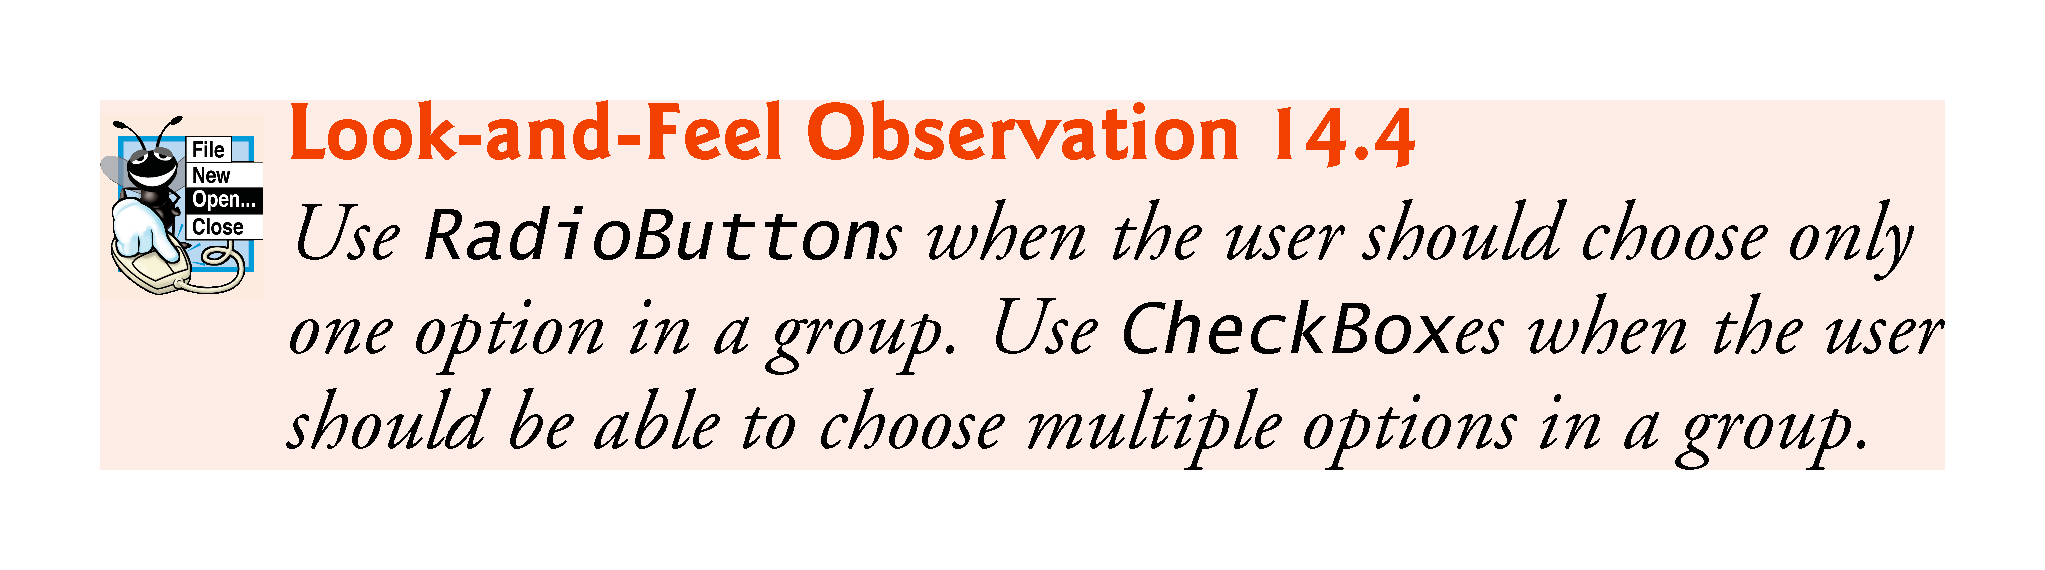 File
New
Open...
Close
Look-and-Feel Observation 14.4
Use RadioButtons when the user should choose only
one option in a group. Use CheckBoxes when the user
should be able to choose multiple options in a group.